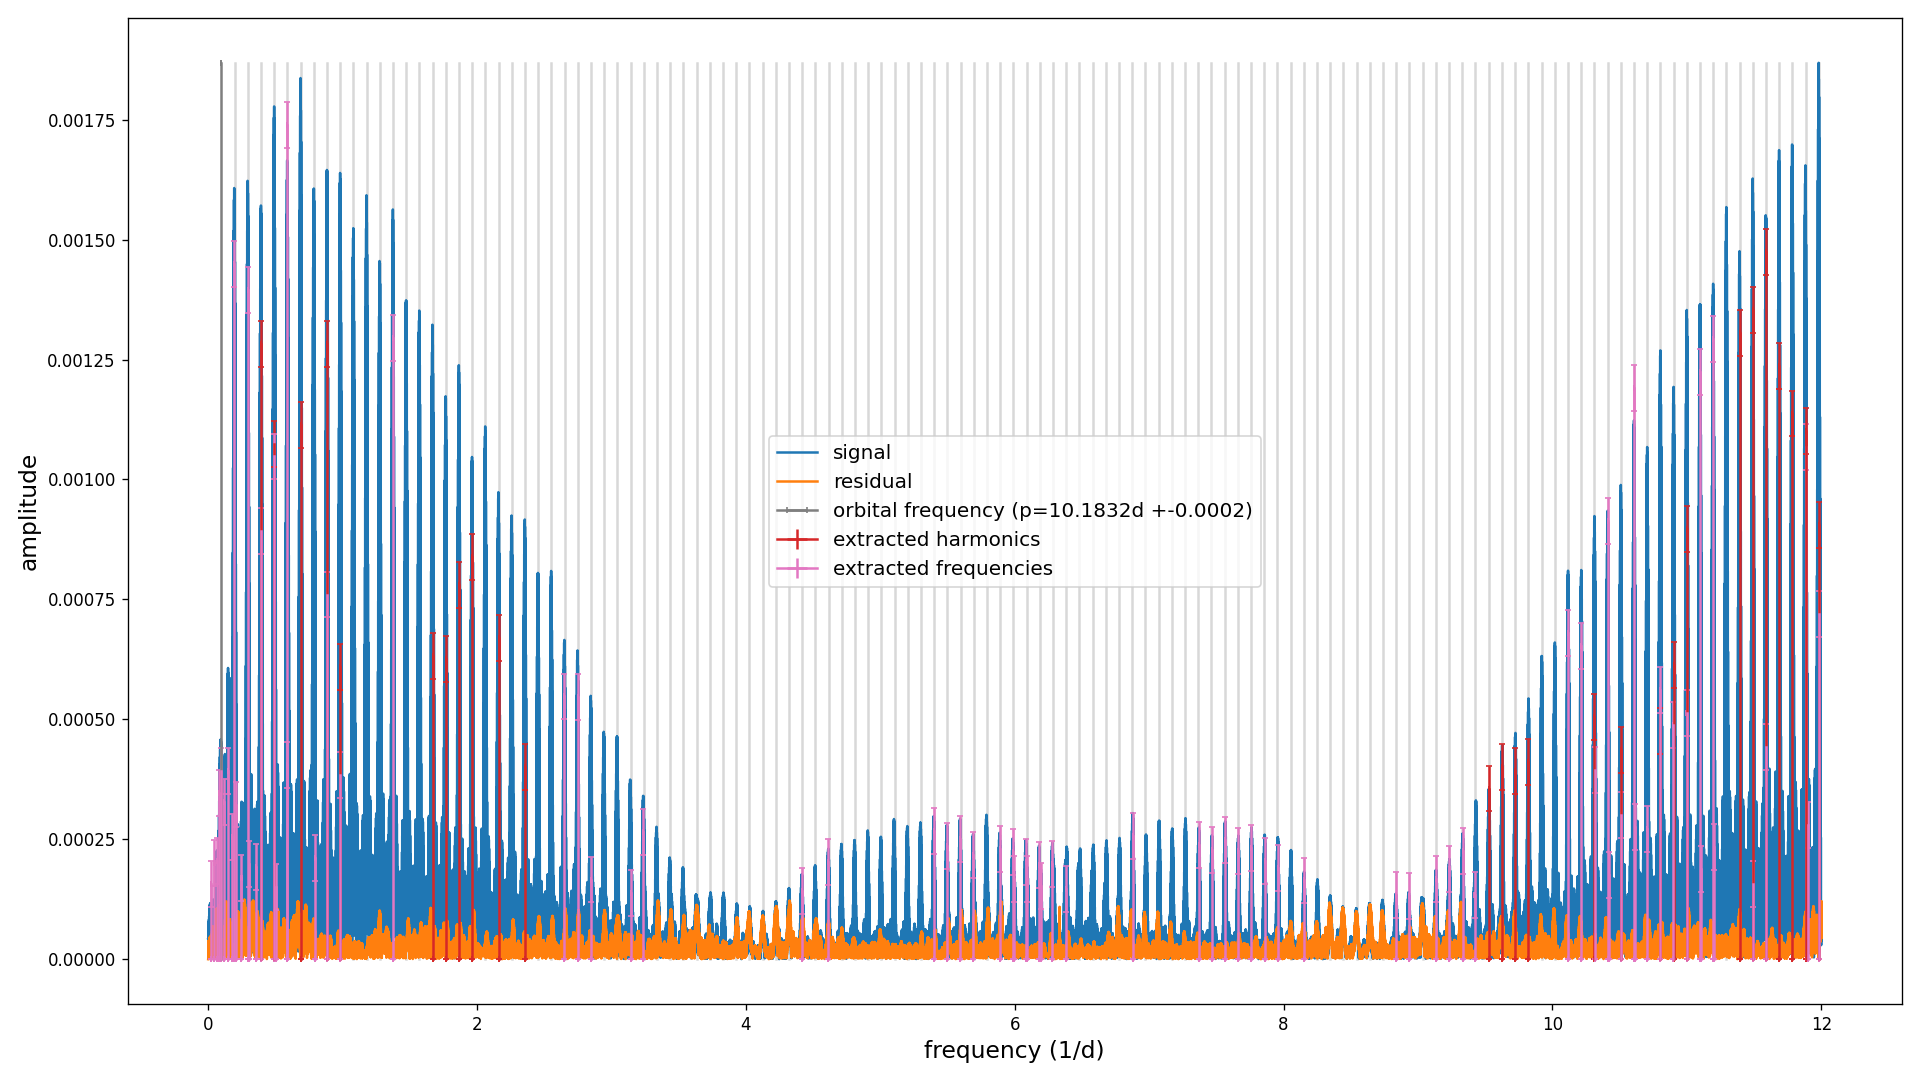 amplitude
0.00175
0.00150
0.00125
0.00100
0.00075
0.00050
0.00025
0.00000
signal
residual
orbital frequency (p=10.1832d +-0.0002)
extracted harmonics
extracted frequencies
0 2 4 6 8 10 12
frequency (1/d)